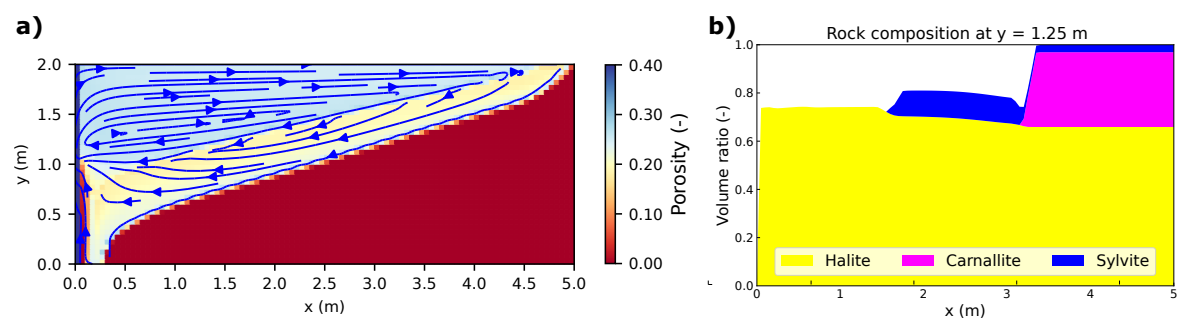 a)
b)
Rock composition at y = 1.25 m
2.0
1.5
1.0
0.5
0.0
y (m)
0.0 0.5 1.0 1.5 2.0 2.5 3.0 3.5 4.0 4.5 5.0
x (m)
0.40
0.30
0.20
0.10
0.00
Porosity (-)
1.0
0.8
0.6
0.4
0.2
0.0
Volume ratio (-)
Halite Carnallite Sylvite
0 1 2 3 4 5
x (m)